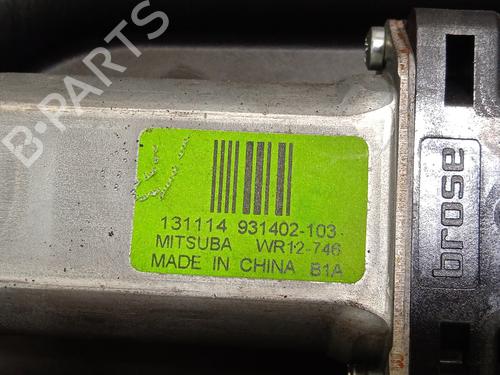 B-PARTS
131114 931402-103
MITSUBA WR12-746
MADE IN CHINA B1A
brose